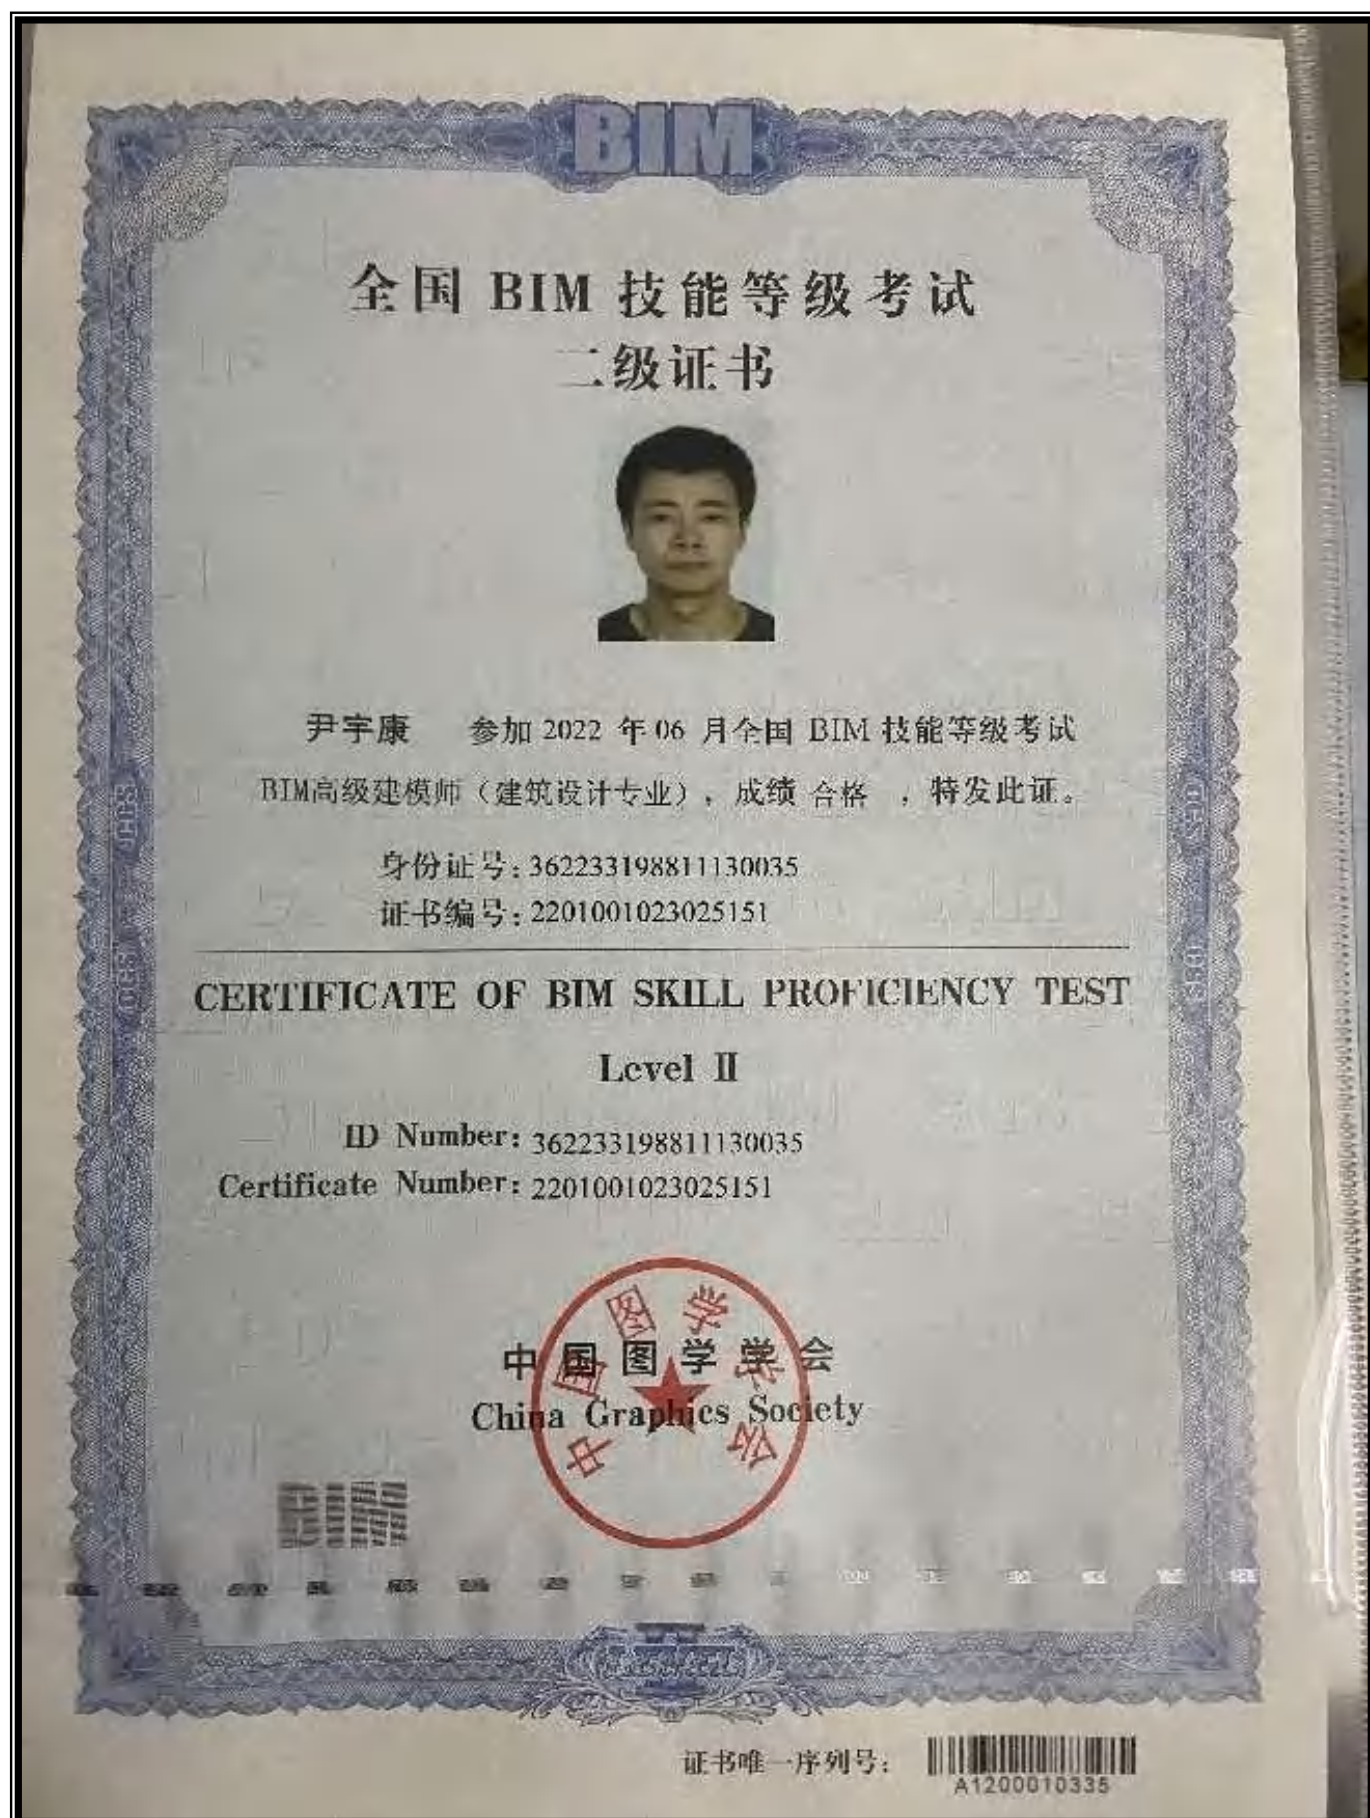 BIM
全国 BIM 技能等级考试
二级证书
尹宇康 参加 2022 年 06 月全国 BIM 技能等级考试
BIM高级建模师（建筑设计专业），成绩 合格 ，特发此证。
身份证号：362233198811130035
证书编号：2201001023025151
CERTIFICATE OF BIM SKILL PROFICIENCY TEST
Level II
ID Number: 362233198811130035
Certificate Number: 2201001023025151
中国图学学会
中国图学学会
China Graphics Society
BIM
证书唯一序列号：
A1200010335